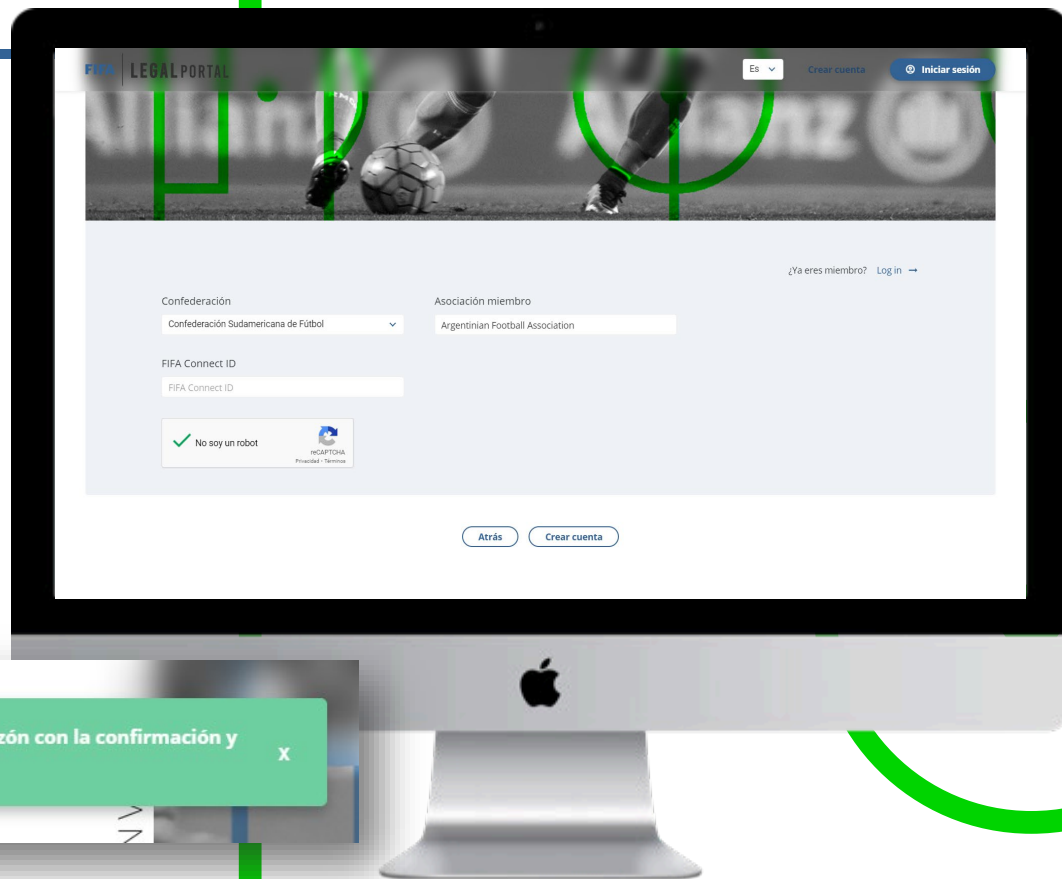 FIFA LEGAL PORTAL
Es
Crear cuenta
Iniciar sesión
Allianz Allianz
¿Ya eres miembro? Log in →
Confederación
Asociación miembro
Confederación Sudamericana de Fútbol
Argentinian Football Association
FIFA Connect ID
FIFA Connect ID
No soy un robot
reCAPTCHA
Privacidad - Términos
Atrás
Crear cuenta
con la confirmación y
x